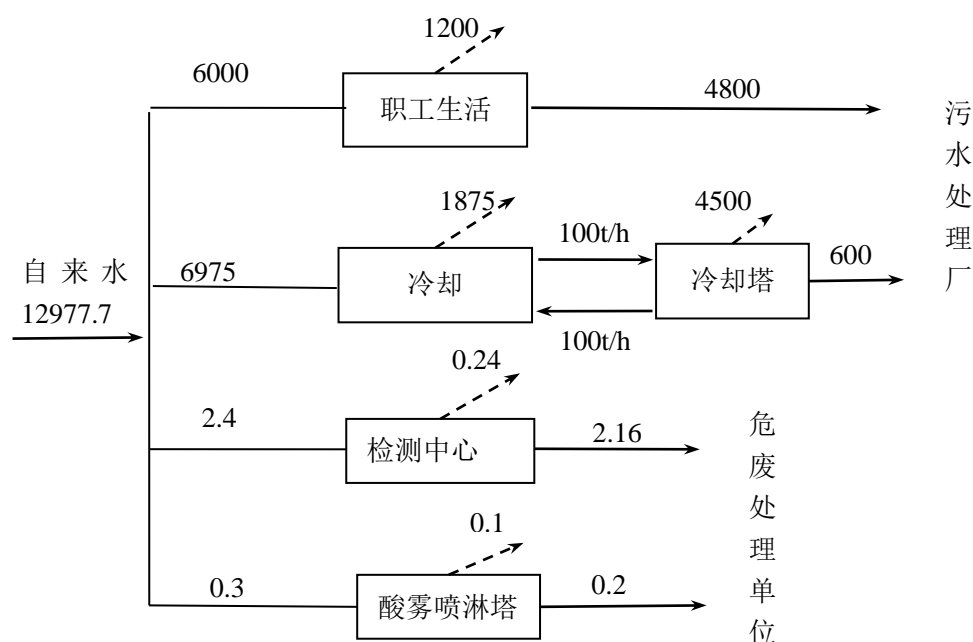 1200
6000
职工生活
4800
污水处理厂
1875
4500
100t/h
自来水
12977.7
6975
冷却
冷却塔
600
100t/h
0.24
2.4
检测中心
2.16
危废处理单位
0.1
0.3
酸雾喷淋塔
0.2